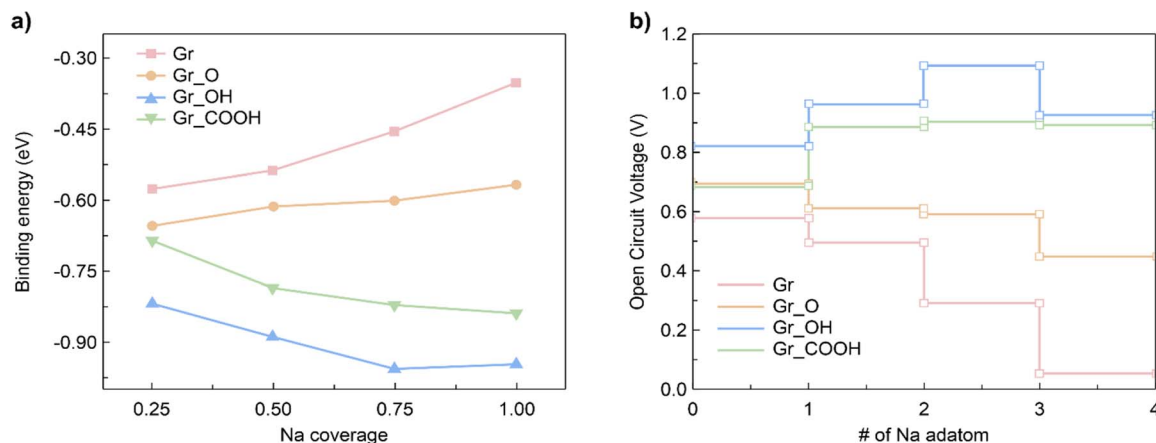 a)
Gr
Gr_O
Gr_OH
Gr_COOH
-0.30
-0.45
-0.60
-0.75
-0.90
Binding energy (eV)
0.25 0.50 0.75 1.00
Na coverage
b)
1.2
1.0
0.8
0.6
0.4
0.2
0.0
Open Circuit Voltage (V)
Gr
Gr_O
Gr_OH
Gr_COOH
0 1 2 3 4
# of Na adatom